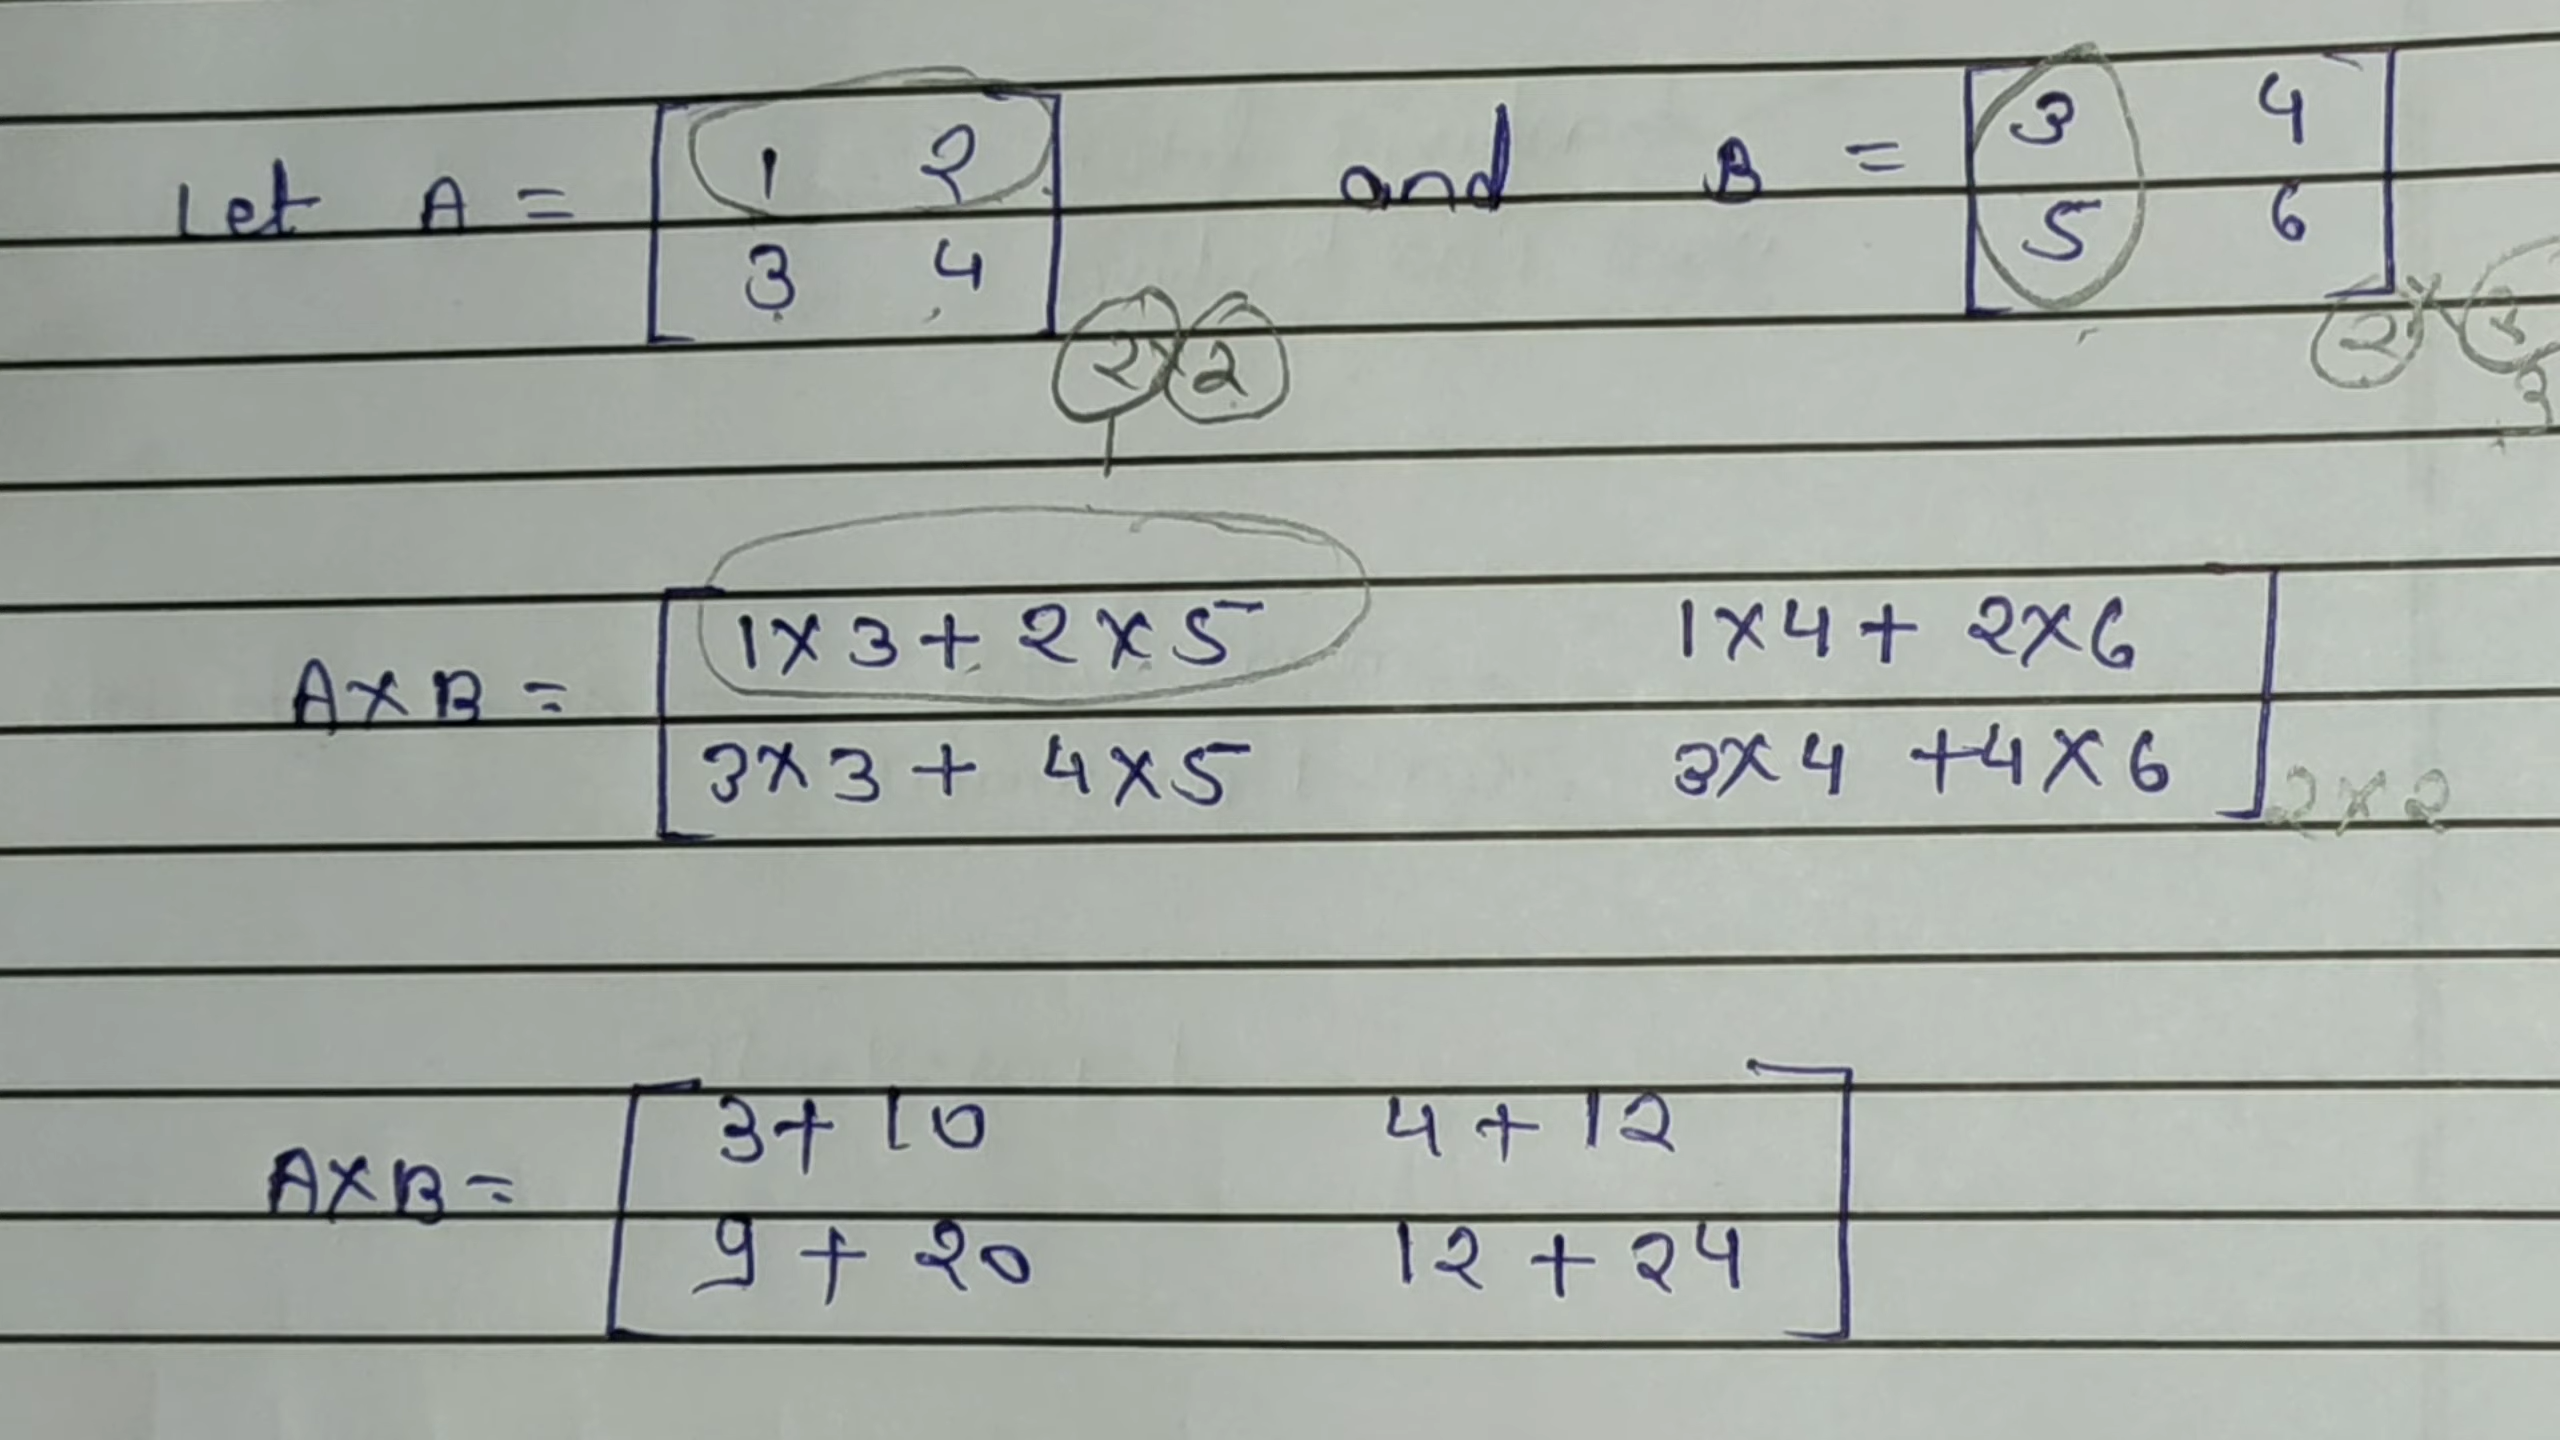 Let A = [ 1 2 and B = [ 3 4
3 4 ] 2×2 5 6 ] 2×
3
A×B = [ 1×3+ 2×5 1×4+ 2×6
3×3+ 4×5 3×4 +4×6 ] 2×2
A×B= [ 3+ 10 4+12
9+ 20 12+24 ]